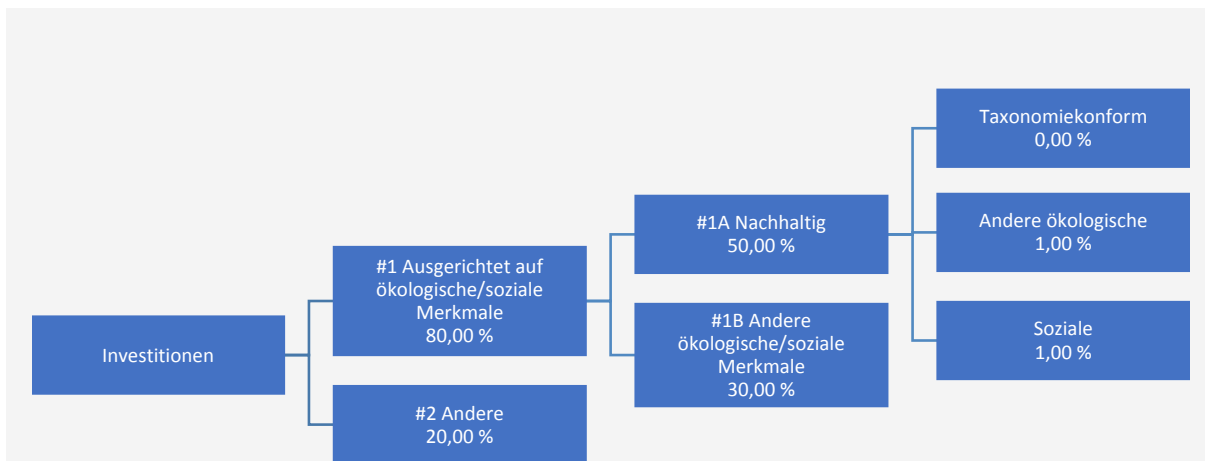 Investitionen
#1 Ausgerichtet auf
ökologische/soziale
Merkmale
80,00 %
#2 Andere
20,00 %
#1A Nachhaltig
50,00 %
#1B Andere
ökologische/soziale
Merkmale
30,00 %
Taxonomiekonform
0,00 %
Andere ökologische
1,00 %
Soziale
1,00 %